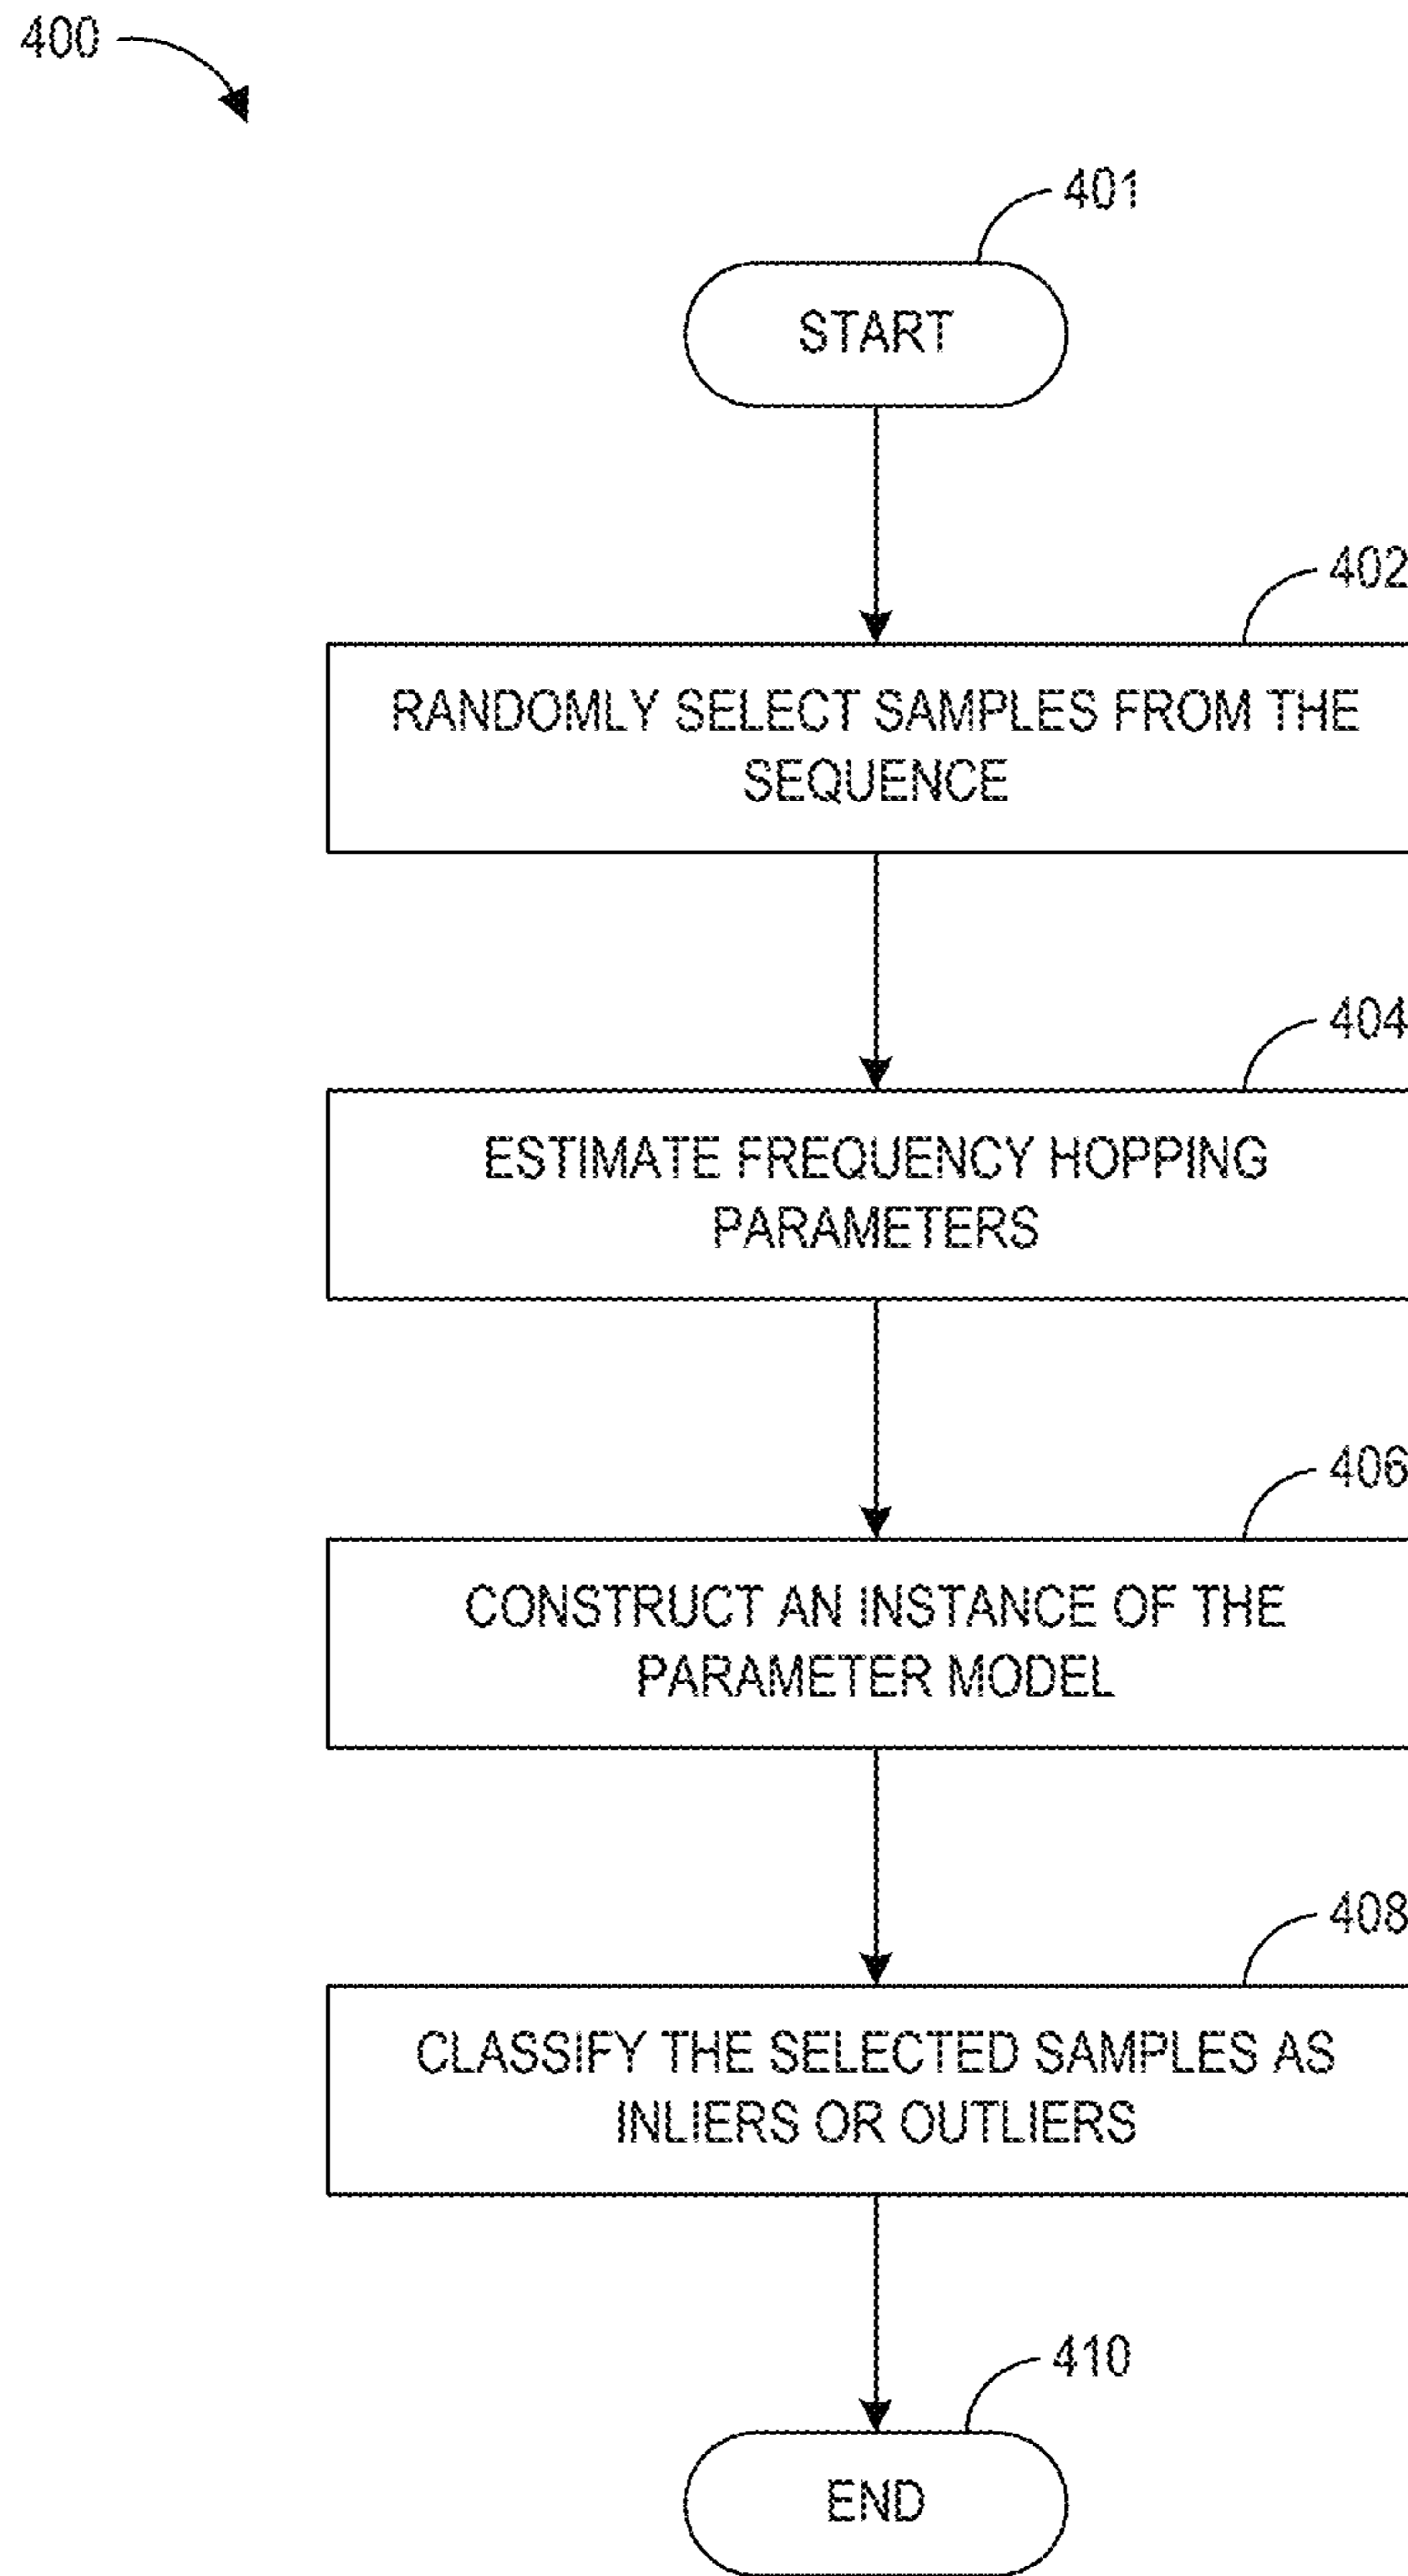 400
401
START
402
RANDOMLY SELECT SAMPLES FROM THE
SEQUENCE
404
ESTIMATE FREQUENCY HOPPING
PARAMETERS
406
CONSTRUCT AN INSTANCE OF THE
PARAMETER MODEL
408
CLASSIFY THE SELECTED SAMPLES AS
INLIERS OR OUTLIERS
410
END